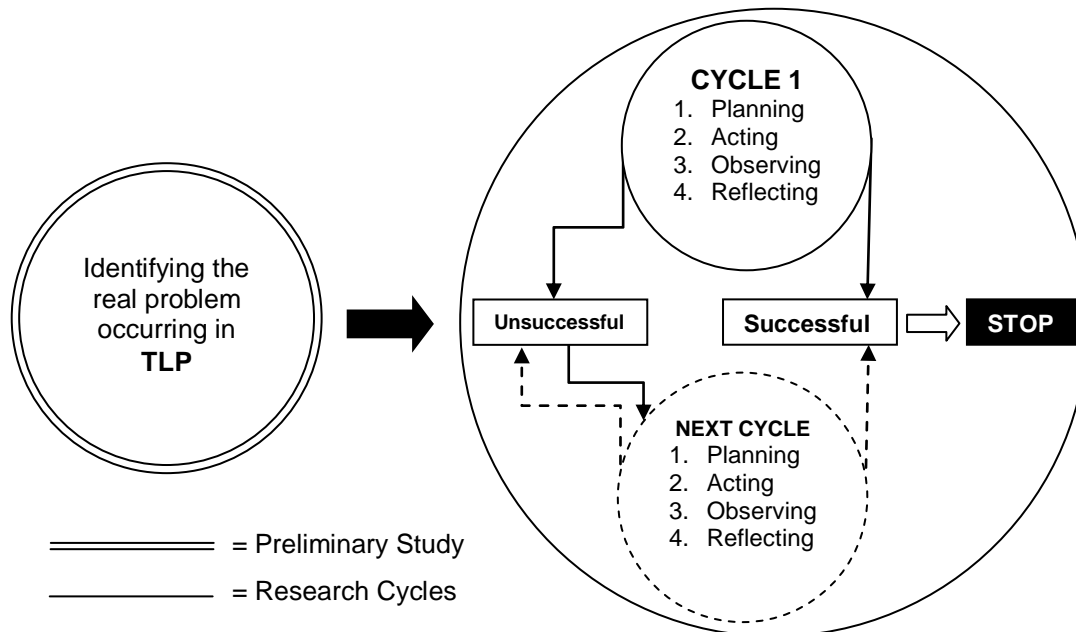 CYCLE 1
1. Planning
2. Acting
3. Observing
4. Reflecting
Identifying the
real problem
occurring in
TLP
Unsuccessful
Successful
STOP
NEXT CYCLE
1. Planning
2. Acting
3. Observing
4. Reflecting
= Preliminary Study
= Research Cycles